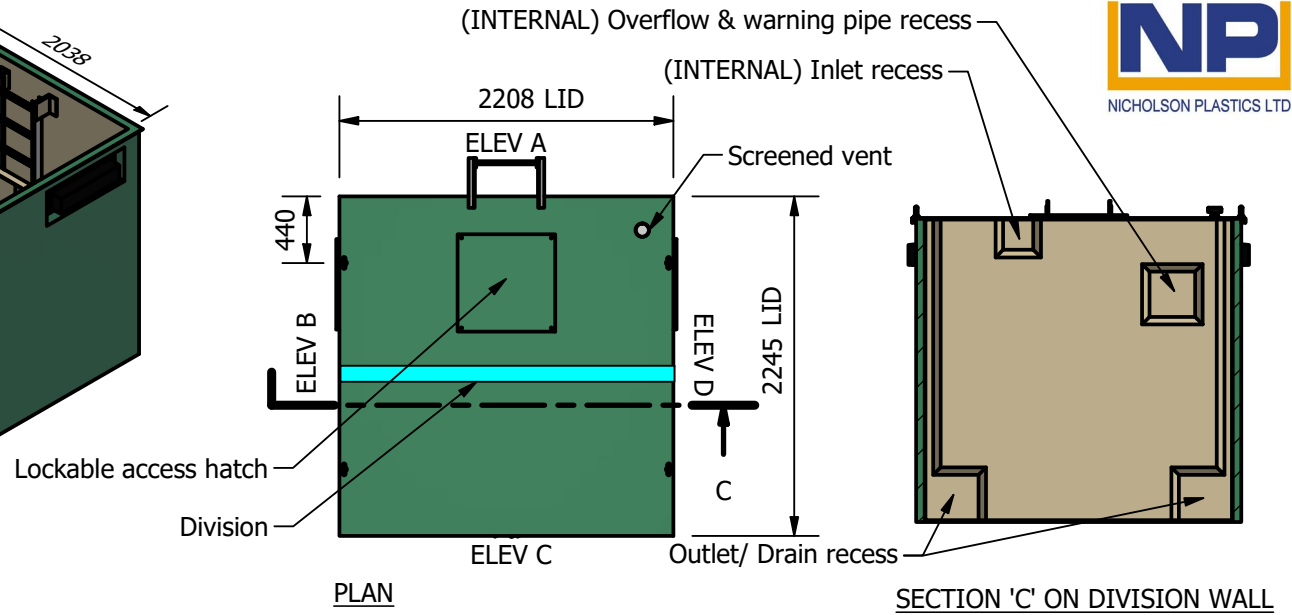 (INTERNAL) Overflow & warning pipe recess
NP
NICHOLSON PLASTICS LTD
2038
(INTERNAL) Inlet recess
2208 LID
ELEV A
Screened vent
440
ELEV B
ELEV D
2245 LID
Lockable access hatch
C
Division
ELEV C
Outlet/ Drain recess
PLAN
SECTION 'C' ON DIVISION WALL